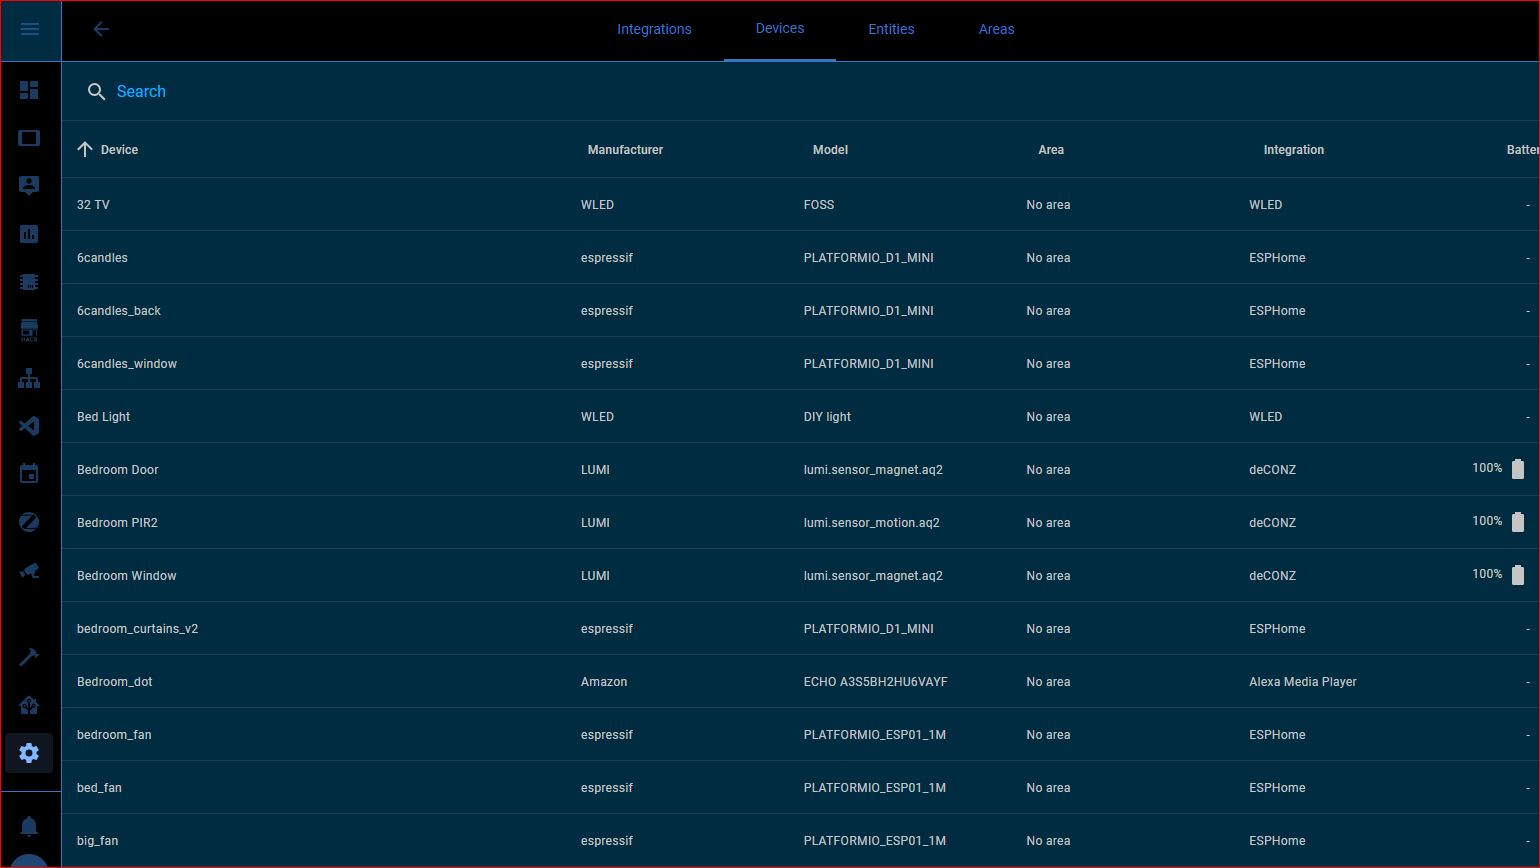 Integrations Devices Entities Areas
Search
Device Manufacturer Model Area Integration Batter
32 TV WLED FOSS No area WLED -
6candles espressif PLATFORMIO_D1_MINI No area ESPHome -
6candles_back espressif PLATFORMIO_D1_MINI No area ESPHome -
6candles_window espressif PLATFORMIO_D1_MINI No area ESPHome -
Bed Light WLED DIY light No area WLED -
Bedroom Door LUMI lumi.sensor_magnet.aq2 No area deCONZ 100%
Bedroom PIR2 LUMI lumi.sensor_motion.aq2 No area deCONZ 100%
Bedroom Window LUMI lumi.sensor_magnet.aq2 No area deCONZ 100%
bedroom_curtains_v2 espressif PLATFORMIO_D1_MINI No area ESPHome -
Bedroom_dot Amazon ECHO A3S5BH2HU6VAYF No area Alexa Media Player -
bedroom_fan espressif PLATFORMIO_ESP01_1M No area ESPHome -
bed_fan espressif PLATFORMIO_ESP01_1M No area ESPHome -
big_fan espressif PLATFORMIO_ESP01_1M No area ESPHome -
HACS